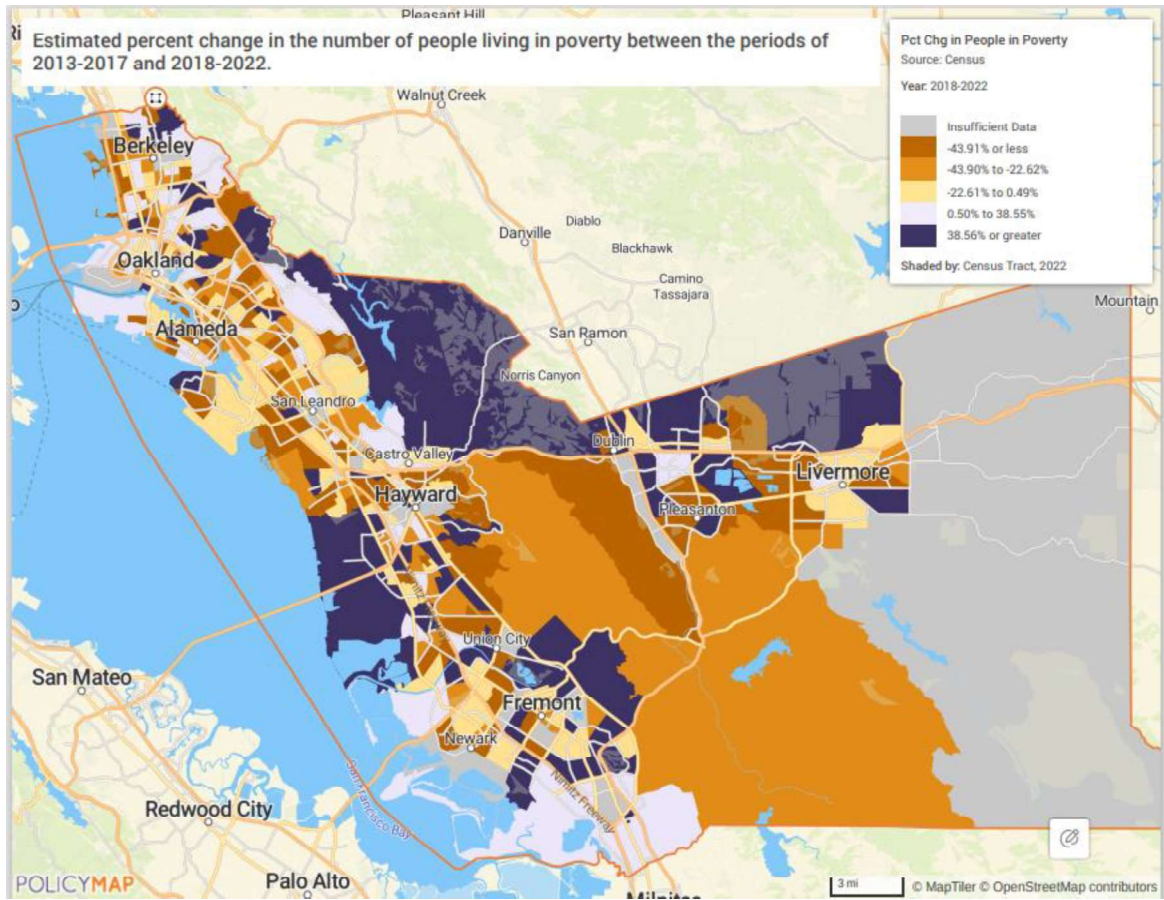 Pleasant Hill
Estimated percent change in the number of people living in poverty between the periods of
2013-2017 and 2018-2022.
Pct Chg in People in Poverty
Source: Census
Year: 2018-2022
Insufficient Data
-43.91% or less
-43.90% to -22.62%
-22.61% to 0.49%
0.50% to 38.55%
38.56% or greater
Shaded by: Census Tract, 2022
Walnut Creek
Berkeley
Diablo
Danville
Blackhawk
Oakland
Camino
Tassajara
Mountain
Alameda
San Ramon
Norris Canyon
San Leandro
Dublin
Castro Valley
Livermore
Hayward
Pleasanton
Nimitz Freeway
Union City
San Mateo
Fremont
Newark
San Francisco Bay
Nimitz Freeway
Redwood City
POLICYMAP
Palo Alto
3 mi
© MapTiler © OpenStreetMap contributors